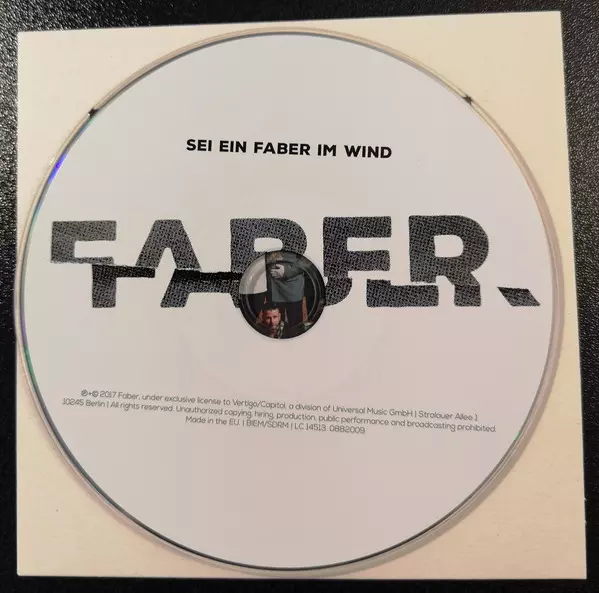 SEI EIN FABER IM WIND
FABER.
℗+© 2017 Faber, under exclusive license to Vertigo/Capitol, a division of Universal Music GmbH | Stralauer Allee 1
10245 Berlin | All rights reserved. Unauthorized copying, hiring, production, public performance and broadcasting prohibited.
Made in the EU. | BIEM/SDRM | LC 14513. 0882009